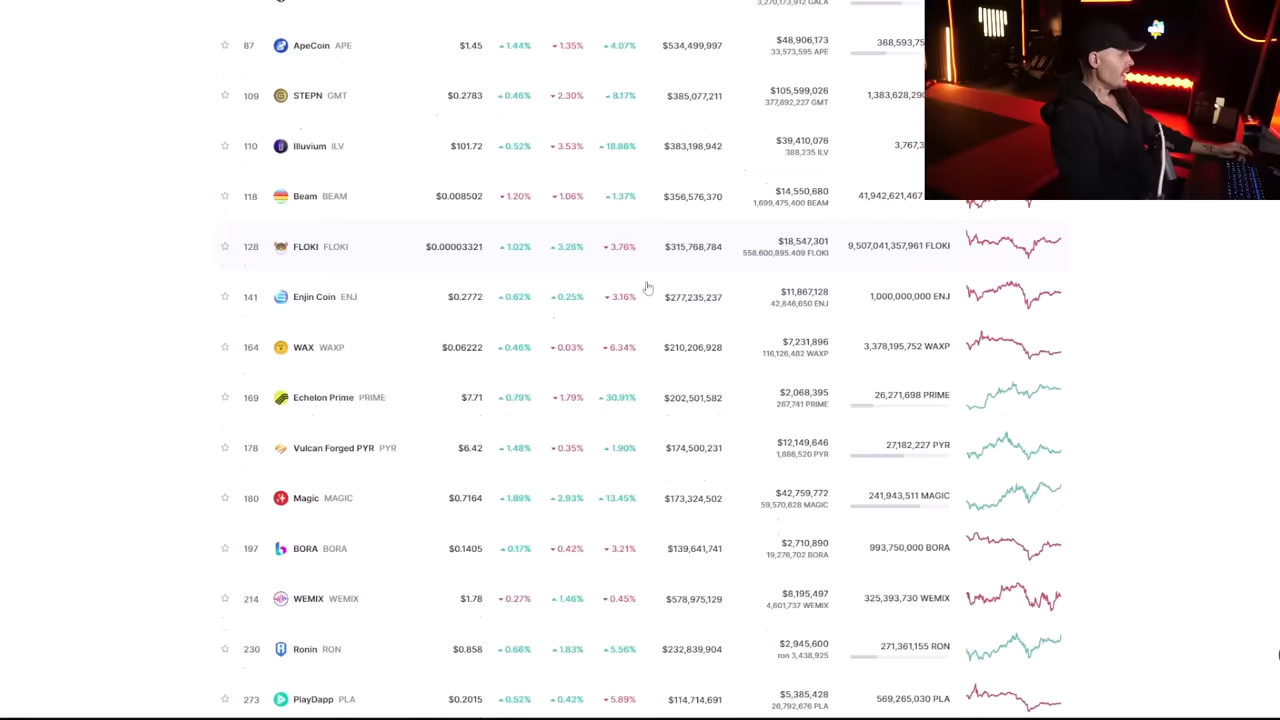 3,270,173,912 GALA
87 ApeCoin APE $1.45 1.44% 1.35% 4.07% $534,499,997 $48,906,173 368,593,75
33,573,595 APE
109 STEPN GMT $0.2783 0.46% 2.30% 8.17% $385,077,211 $105,599,026 1,383,628,29
377,892,227 GMT
110 Illuvium ILV $101.72 0.52% 3.53% 18.86% $383,198,942 $39,410,076 3,767,3
388,235 ILV
118 Beam BEAM $0.008502 1.20% 1.06% 1.37% $356,576,370 $14,550,680 41,942,621,467
1,699,475,400 BEAM
128 FLOKI FLOKI $0.00003321 1.02% 3.26% 3.76% $315,768,784 $18,547,301 9,507,041,357,961 FLOKI
558,600,895,409 FLOKI
141 Enjin Coin ENJ $0.2772 0.62% 0.25% 3.16% $277,235,237 $11,867,128 1,000,000,000 ENJ
42,846,650 ENJ
164 WAX WAXP $0.06222 0.46% 0.03% 6.34% $210,206,928 $7,231,896 3,378,195,752 WAXP
116,126,482 WAXP
169 Echelon Prime PRIME $7.71 0.79% 1.79% 30.91% $202,501,582 $2,068,395 26,271,698 PRIME
267,741 PRIME
178 Vulcan Forged PYR PYR $6.42 1.48% 0.35% 1.90% $174,500,231 $12,149,646 27,182,227 PYR
1,886,520 PYR
180 Magic MAGIC $0.7164 1.89% 2.93% 13.45% $173,324,502 $42,759,772 241,943,511 MAGIC
59,570,628 MAGIC
197 BORA BORA $0.1405 0.17% 0.42% 3.21% $139,641,741 $2,710,890 993,750,000 BORA
19,276,702 BORA
214 WEMIX WEMIX $1.78 0.27% 1.46% 0.45% $578,975,129 $8,195,497 325,393,730 WEMIX
4,601,737 WEMIX
230 Ronin RON $0.858 0.66% 1.83% 5.56% $232,839,904 $2,945,600 271,361,155 RON
ron 3,438,925
273 PlayDapp PLA $0.2015 0.52% 0.42% 5.89% $114,714,691 $5,385,428 569,265,030 PLA
26,792,676 PLA